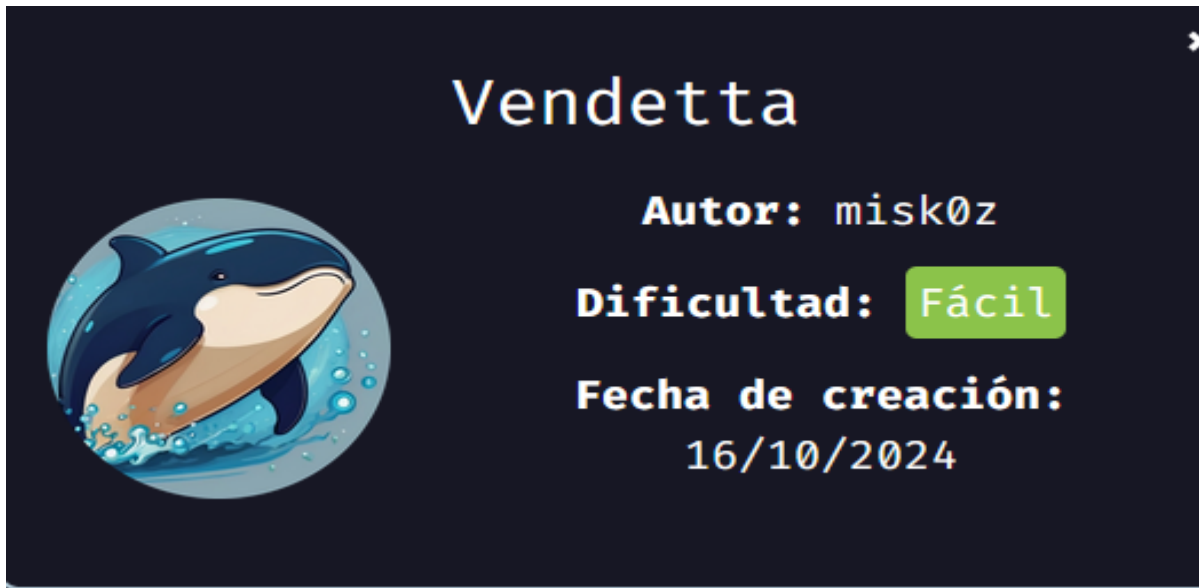 Vendetta
Autor: misk0z
Dificultad: Fácil
Fecha de creación:
16/10/2024